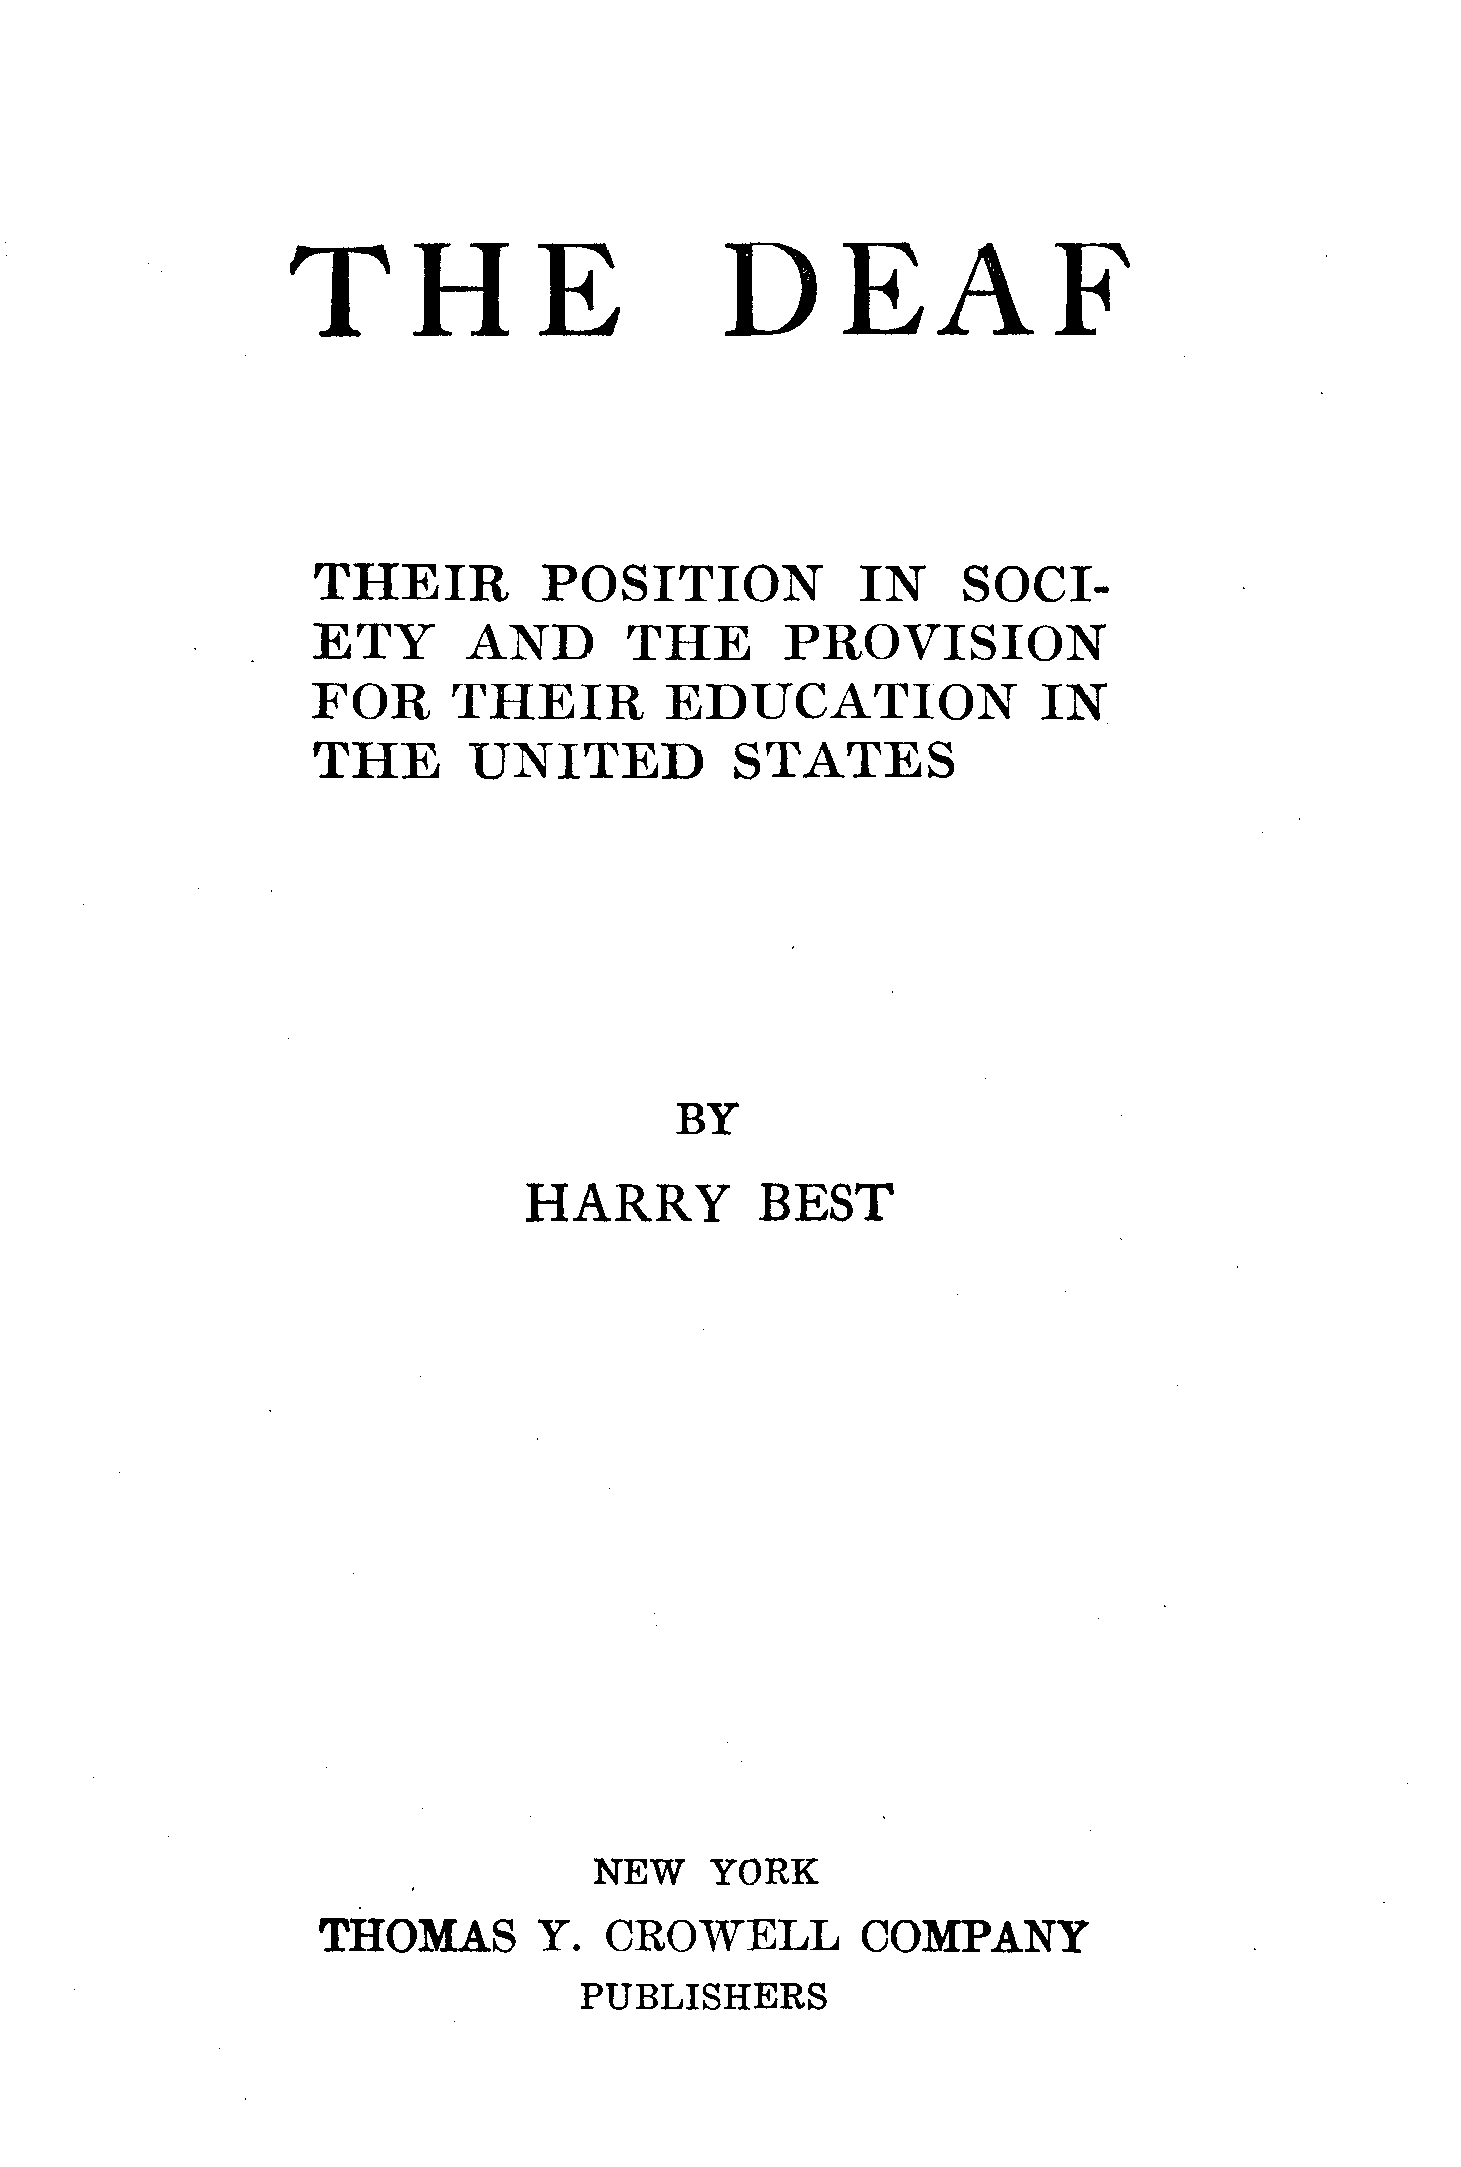 THE DEAF
THEIR POSITION IN SOCI-
ETY AND THE PROVISION
FOR THEIR EDUCATION IN
THE UNITED STATES
BY
HARRY BEST
NEW YORK
THOMAS Y. CROWELL COMPANY
PUBLISHERS